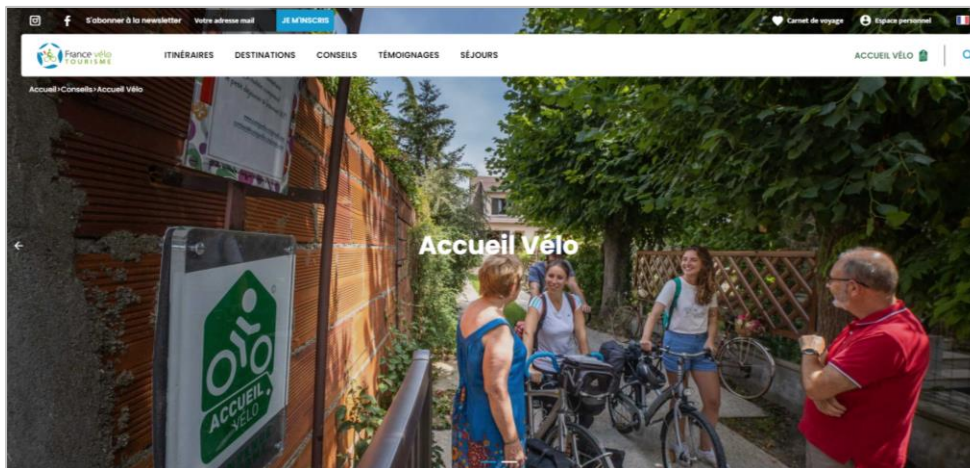 S'abonner à la newsletter Votre adresse mail JE M'INSCRIS Carnet de voyage Espace personnel
France vélo TOURISME
ITINÉRAIRES DESTINATIONS CONSEILS TÉMOIGNAGES SÉJOURS ACCUEIL VÉLO
Accueil>Conseils>Accueil Vélo
Accueil Vélo
ACCUEIL
VÉLO